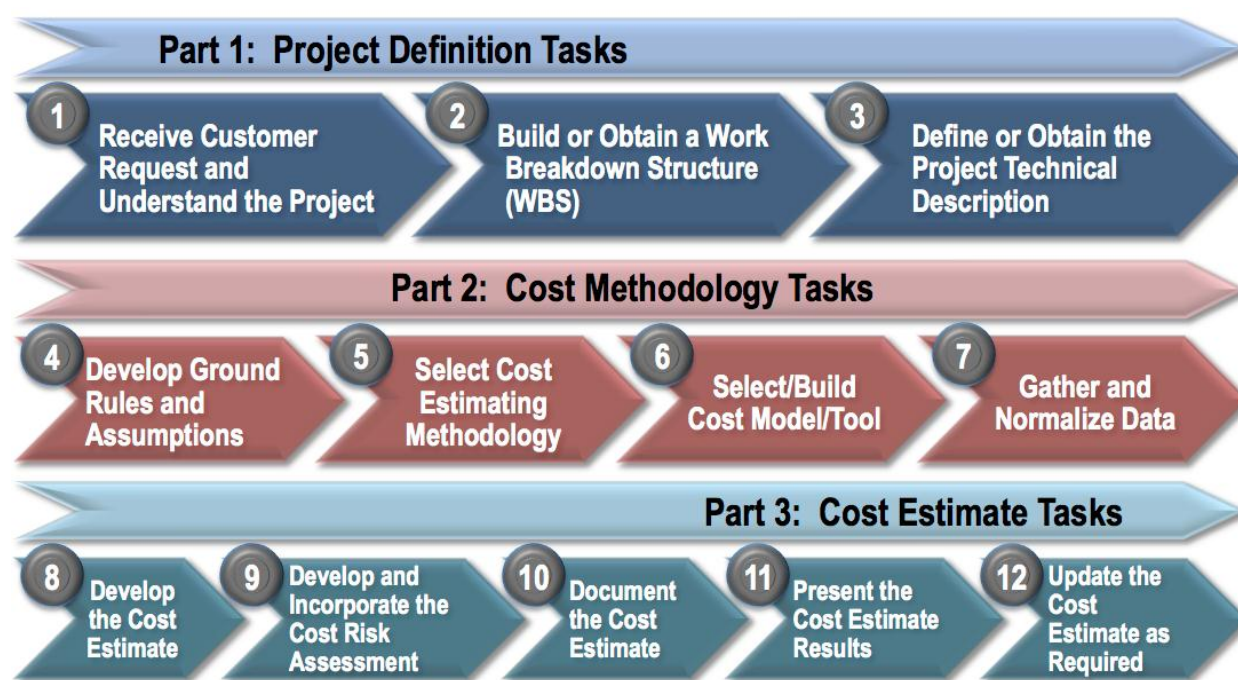 Part 1: Project Definition Tasks
1
Receive Customer
Request and
Understand the Project
2
Build or Obtain a Work
Breakdown Structure
(WBS)
3
Define or Obtain the
Project Technical
Description
Part 2: Cost Methodology Tasks
4
Develop Ground
Rules and
Assumptions
5
Select Cost
Estimating
Methodology
6
Select/Build
Cost Model/Tool
7
Gather and
Normalize Data
Part 3: Cost Estimate Tasks
8
Develop
the Cost
Estimate
9
Develop and
Incorporate the
Cost Risk
Assessment
10
Document
the Cost
Estimate
11
Present the
Cost Estimate
Results
12
Update the
Cost
Estimate as
Required